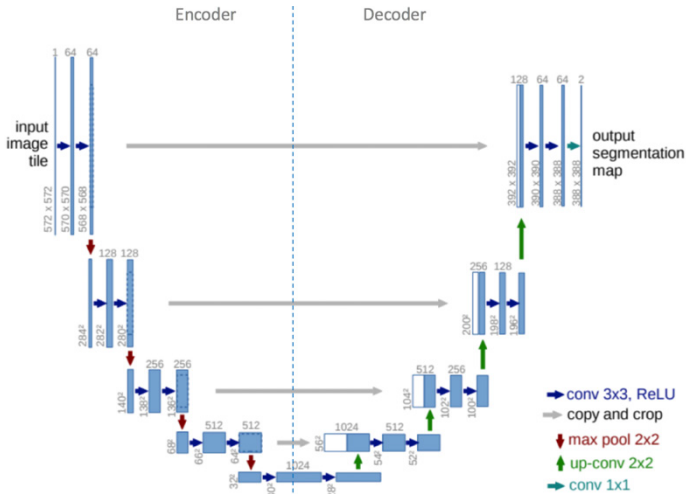 Encoder Decoder
1 64 64
128 64 64 2
input
image
tile
output
segmentation
map
572 x 572
570 x 570
568 x 568
392 x 392
390 x 390
388 x 388
388 x 388
128 128
256 128
284²
282²
280²
200²
198²
196²
256 256
512 256
140²
138²
136²
104²
102²
100²
512 512
1024 512
68²
66²
64²
56²
54²
52²
1024
32²
conv 3x3, ReLU
copy and crop
max pool 2x2
up-conv 2x2
conv 1x1